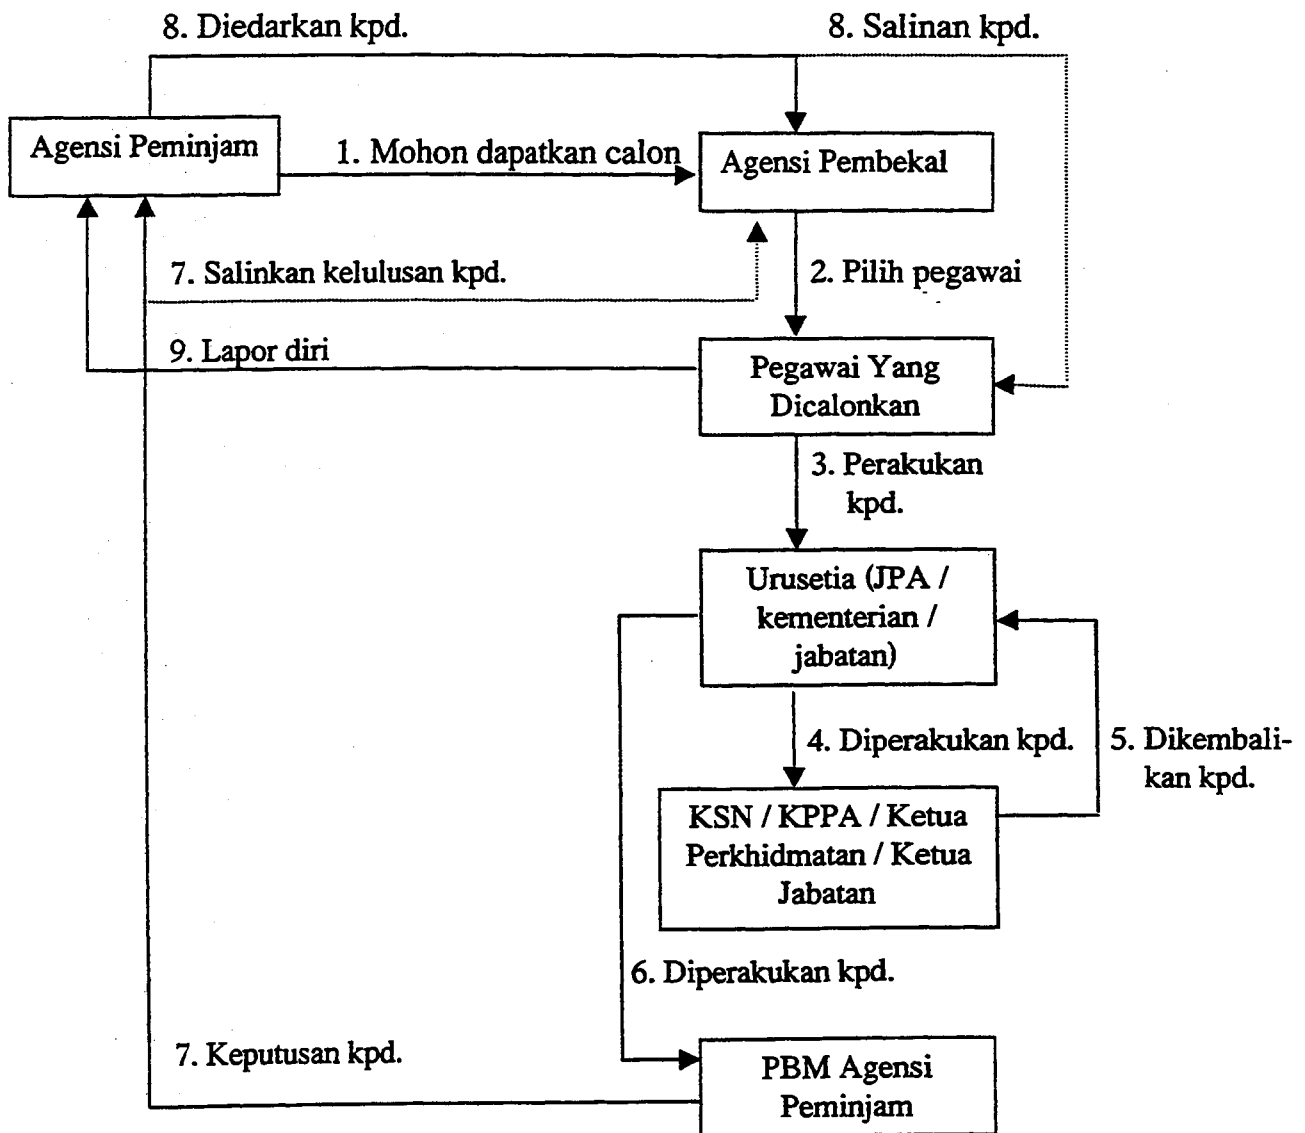 8. Diedarkan kpd.
8. Salinan kpd.
Agensi Peminjam
1. Mohon dapatkan calon
Agensi Pembekal
7. Salinkan kelulusan kpd.
2. Pilih pegawai
9. Lapor diri
Pegawai Yang
Dicalonkan
3. Perakukan
kpd.
Urusetia (JPA /
kementerian /
jabatan)
4. Diperakukan kpd.
5. Dikembali-
kan kpd.
KSN / KPPA / Ketua
Perkhidmatan / Ketua
Jabatan
6. Diperakukan kpd.
7. Keputusan kpd.
PBM Agensi
Peminjam